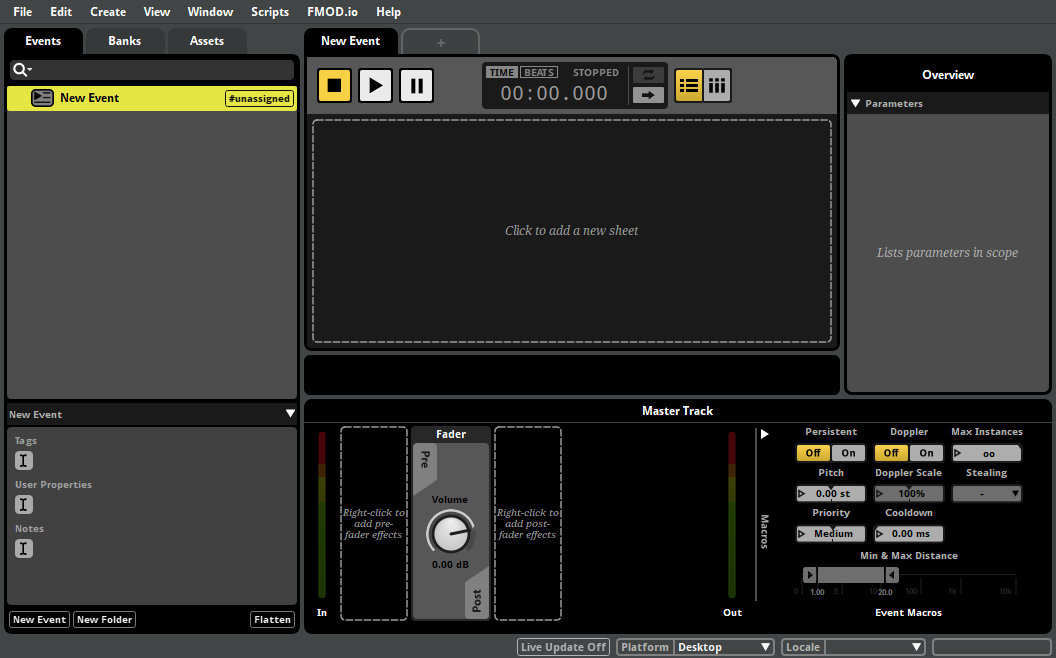 File Edit Create View Window Scripts FMOD.io Help
Events Banks Assets
New Event +
New Event #unassigned
TIME BEATS STOPPED
00:00.000
Overview
Parameters
Click to add a new sheet
Lists parameters in scope
New Event
Tags
User Properties
Notes
New Event New Folder Flatten
Master Track
Fader
Pre
Volume
0.00 dB
Post
Right-click to
add pre-
fader effects
Right-click to
add post-
fader effects
In
Out
Macros
Persistent Doppler Max Instances
Off On Off On oo
Pitch Doppler Scale Stealing
0.00 st 100% -
Priority Cooldown
Medium 0.00 ms
Min & Max Distance
0 5 10 100 1k 10k
1.00 20.0
Event Macros
Live Update Off Platform Desktop Locale